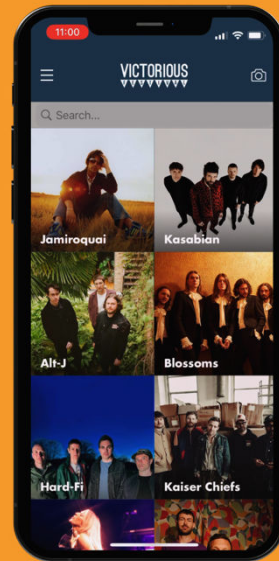 11:00
VICTORIOUS
Search...
Jamiroquai
Kasabian
Alt-J
Blossoms
Hard-Fi
Kaiser Chiefs